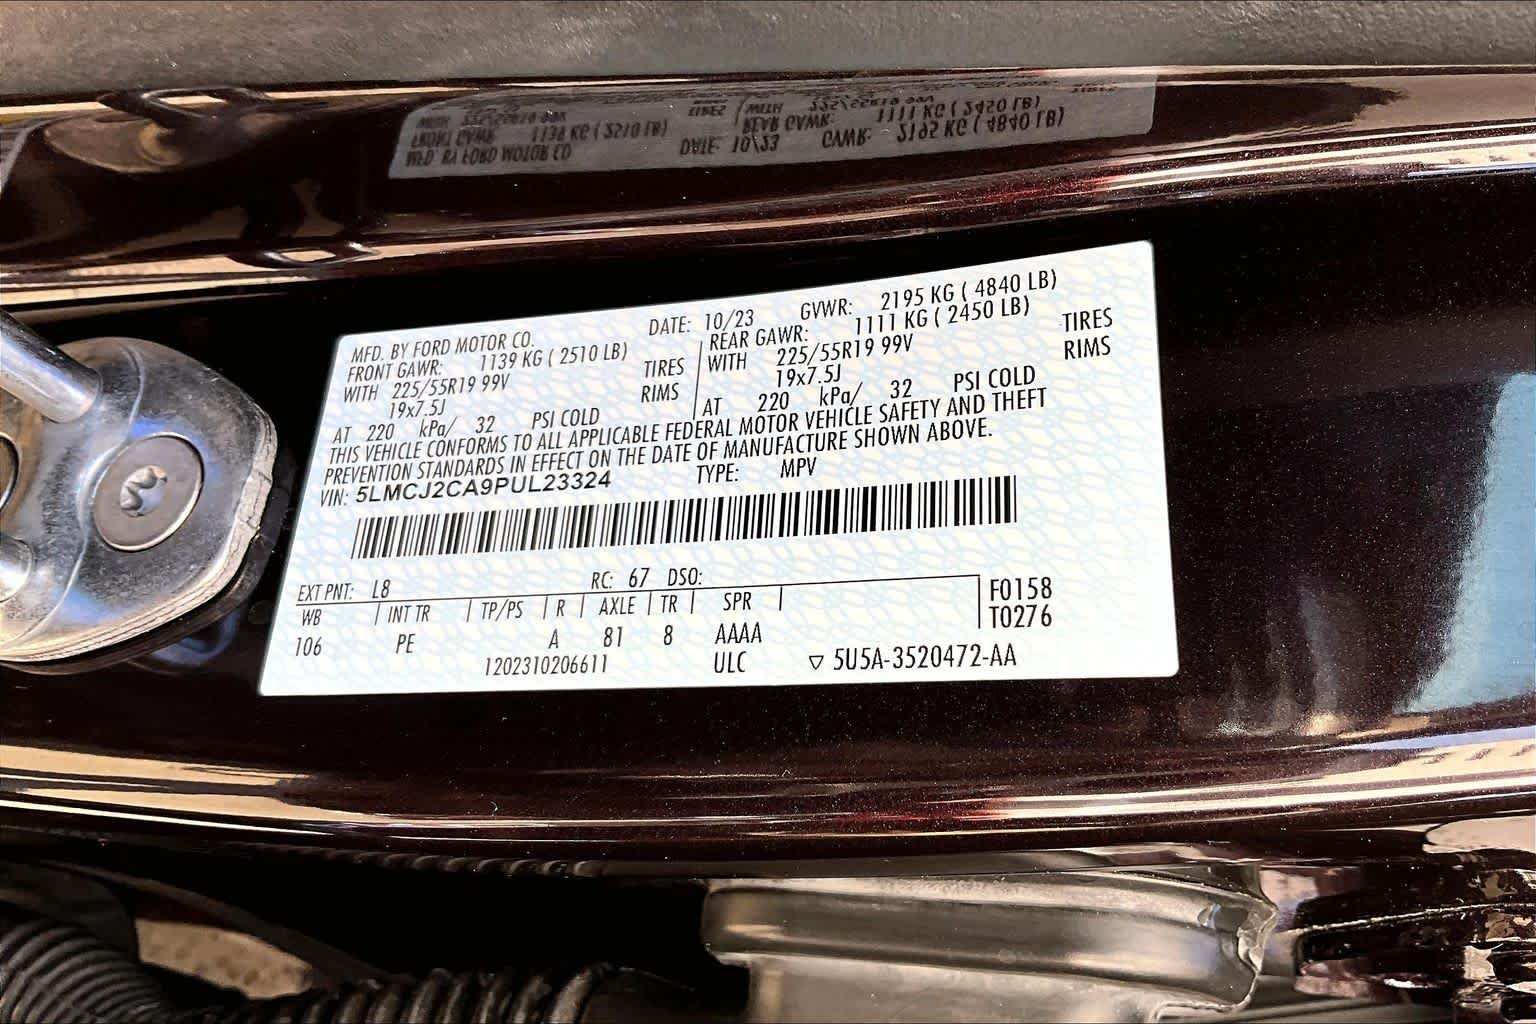 MFD. BY FORD MOTOR CO. DATE: 10/23 GVWR: 2195 KG ( 4840 LB)
FRONT GAWR: 1139 KG ( 2510 LB) REAR GAWR: 1111 KG ( 2450 LB)
WITH 225/55R19 99V TIRES WITH 225/55R19 99V TIRES
19x7.5J RIMS 19x7.5J RIMS
AT 220 kPa/ 32 PSI COLD AT 220 kPa/ 32 PSI COLD
THIS VEHICLE CONFORMS TO ALL APPLICABLE FEDERAL MOTOR VEHICLE SAFETY AND THEFT
PREVENTION STANDARDS IN EFFECT ON THE DATE OF MANUFACTURE SHOWN ABOVE.
VIN: 5LMCJ2CA9PUL23324 TYPE: MPV
EXT PNT: L8 RC: 67 DSO:
WB INT TR TP/PS R AXLE TR SPR F0158
T0276
106 PE A 81 8 AAAA
1202310206611 ULC ▽ 5U5A-3520472-AA